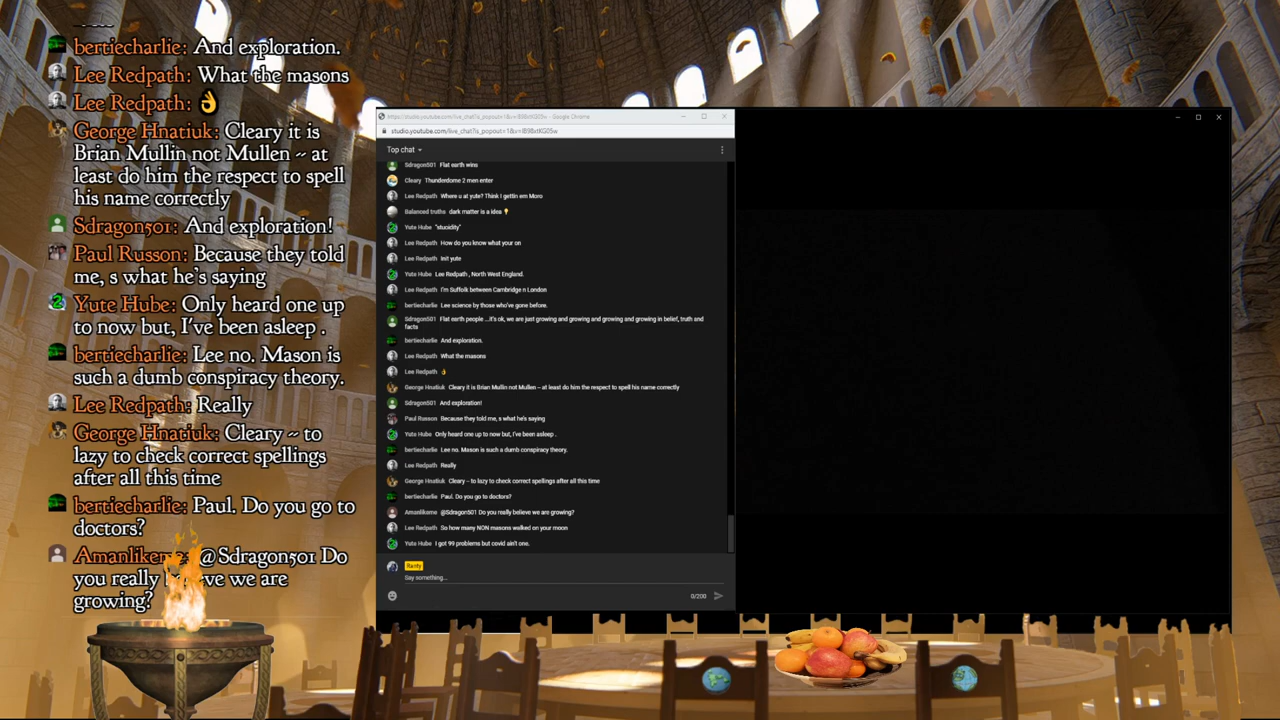 bertiecharlie: And exploration.
Lee Redpath: What the masons
Lee Redpath: 👌
George Hnatiuk: Cleary it is
Brian Mullin not Mullen ~ at
least do him the respect to spell
his name correctly
Sdragon501: And exploration!
Paul Russon: Because they told
me, s what he's saying
Yute Hube: Only heard one up
to now but, I've been asleep .
bertiecharlie: Lee no. Mason is
such a dumb conspiracy theory.
Lee Redpath: Really
George Hnatiuk: Cleary ~ to
lazy to check correct spellings
after all this time
bertiecharlie: Paul. Do you go to
doctors?
Amanlikeme: @Sdragon501 Do
you really believe we are
growing?
studio.youtube.com/live_chat?is_popout=1&v=
Top chat
Sdragon501 Flat earth wins
Cleary Thunderdome 2 men enter
Lee Redpath Where u at yute? Think I gettin em Moro
Balanced truths dark matter is a idea 💡
Yute Hube "stuoidity"
Lee Redpath How do you know what your on
Lee Redpath Init yute
Yute Hube Lee Redpath , North West England.
Lee Redpath I'm Suffolk between Cambridge n London
bertiecharlie Lee science by those who've gone before.
Sdragon501 Flat earth people ...it's ok, we are just growing and growing and growing and growing in belief, truth and
facts
bertiecharlie And exploration.
Lee Redpath What the masons
Lee Redpath 👌
George Hnatiuk Cleary it is Brian Mullin not Mullen ~ at least do him the respect to spell his name correctly
Sdragon501 And exploration!
Paul Russon Because they told me, s what he's saying
Yute Hube Only heard one up to now but, I've been asleep .
bertiecharlie Lee no. Mason is such a dumb conspiracy theory.
Lee Redpath Really
George Hnatiuk Cleary ~ to lazy to check correct spellings after all this time
bertiecharlie Paul. Do you go to doctors?
Amanlikeme @Sdragon501 Do you really believe we are growing?
Lee Redpath So how many NON masons walked on your moon
Yute Hube I got 99 problems but covid ain't one.
Ranty
Say something...
0/200